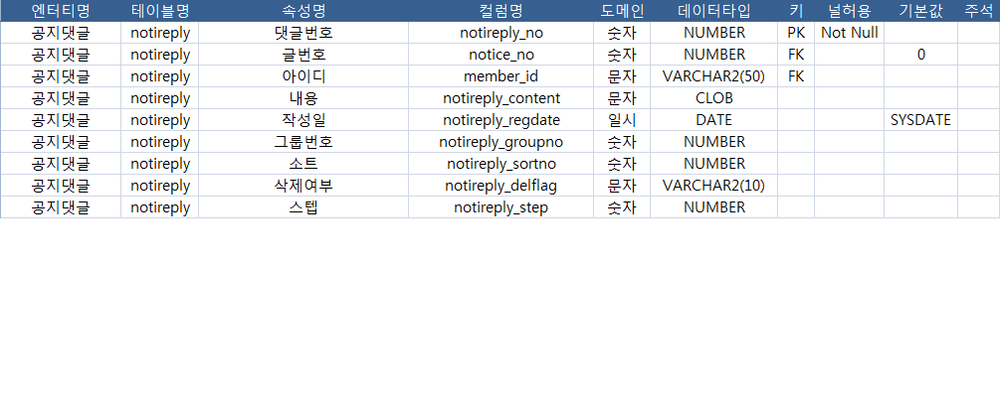 엔터티명 테이블명 속성명 컬럼명 도메인 데이터타입 키 널허용 기본값 주석
공지댓글 notireply 댓글번호 notireply_no 숫자 NUMBER PK Not Null
공지댓글 notireply 글번호 notice_no 숫자 NUMBER FK 0
공지댓글 notireply 아이디 member_id 문자 VARCHAR2(50) FK
공지댓글 notireply 내용 notireply_content 문자 CLOB
공지댓글 notireply 작성일 notireply_regdate 일시 DATE SYSDATE
공지댓글 notireply 그룹번호 notireply_groupno 숫자 NUMBER
공지댓글 notireply 소트 notireply_sortno 숫자 NUMBER
공지댓글 notireply 삭제여부 notireply_delflag 문자 VARCHAR2(10)
공지댓글 notireply 스텝 notireply_step 숫자 NUMBER